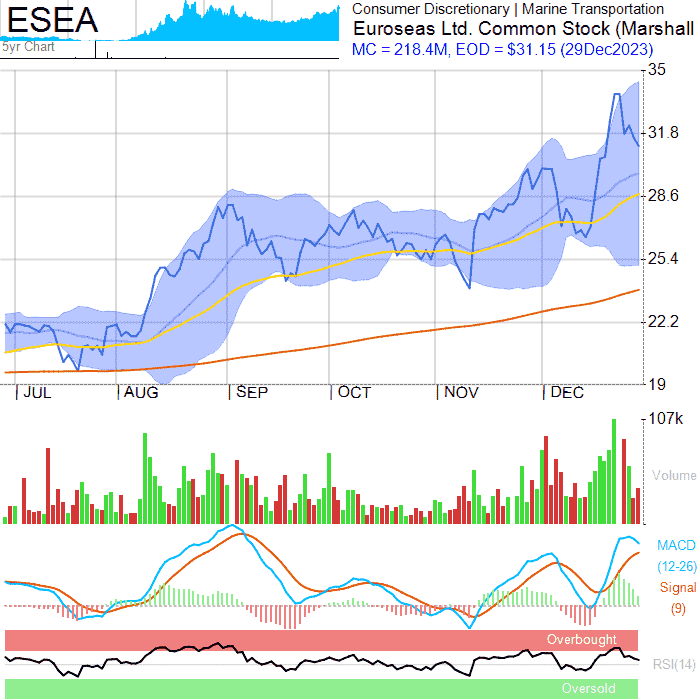 ESEA
5yr Chart
Consumer Discretionary | Marine Transportation
Euroseas Ltd. Common Stock (Marshall
MC = 218.4M, EOD = $31.15 (29Dec2023)
35
31.8
28.6
25.4
22.2
19
JUL AUG SEP OCT NOV DEC
107k
Volume
MACD
(12-26)
Signal
(9)
Overbought
RSI(14)
Oversold